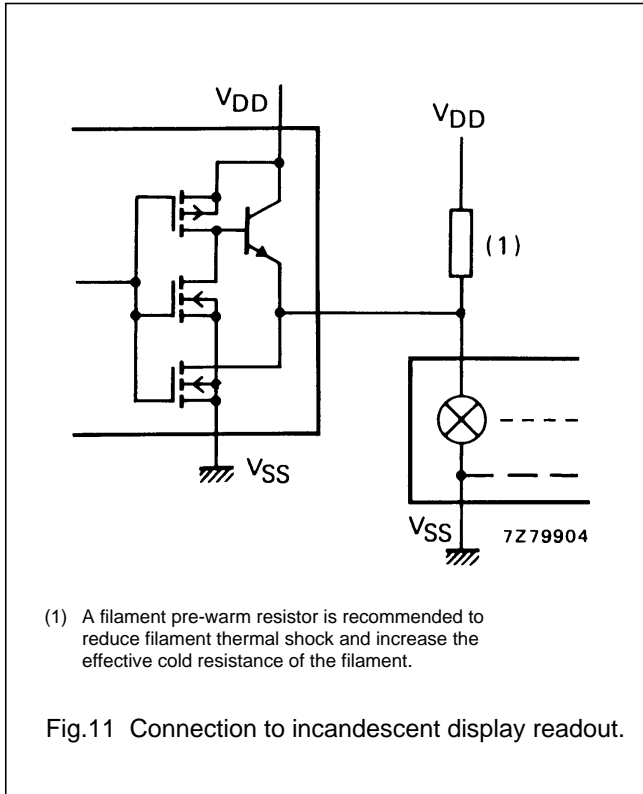 VDD
VDD
(1)
VSS
VSS
7Z79904
(1) A filament pre-warm resistor is recommended to
reduce filament thermal shock and increase the
effective cold resistance of the filament.
Fig.11 Connection to incandescent display readout.